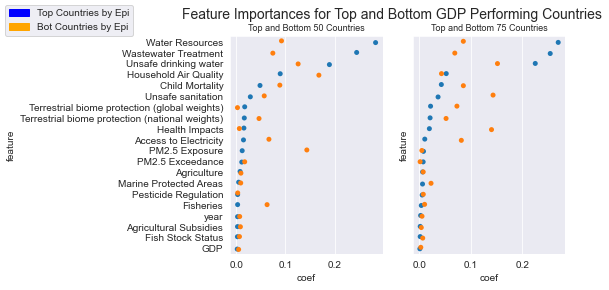 Top Countries by Epi
Bot Countries by Epi
Feature Importances for Top and Bottom GDP Performing Countries
Top and Bottom 50 Countries
Top and Bottom 75 Countries
feature
Water Resources
Wastewater Treatment
Unsafe drinking water
Household Air Quality
Child Mortality
Unsafe sanitation
Terrestrial biome protection (global weights)
Terrestrial biome protection (national weights)
Health Impacts
Access to Electricity
PM2.5 Exposure
PM2.5 Exceedance
Agriculture
Marine Protected Areas
Pesticide Regulation
Fisheries
year
Agricultural Subsidies
Fish Stock Status
GDP
0.0 0.1 0.2
coef
feature
0.0 0.1 0.2
coef